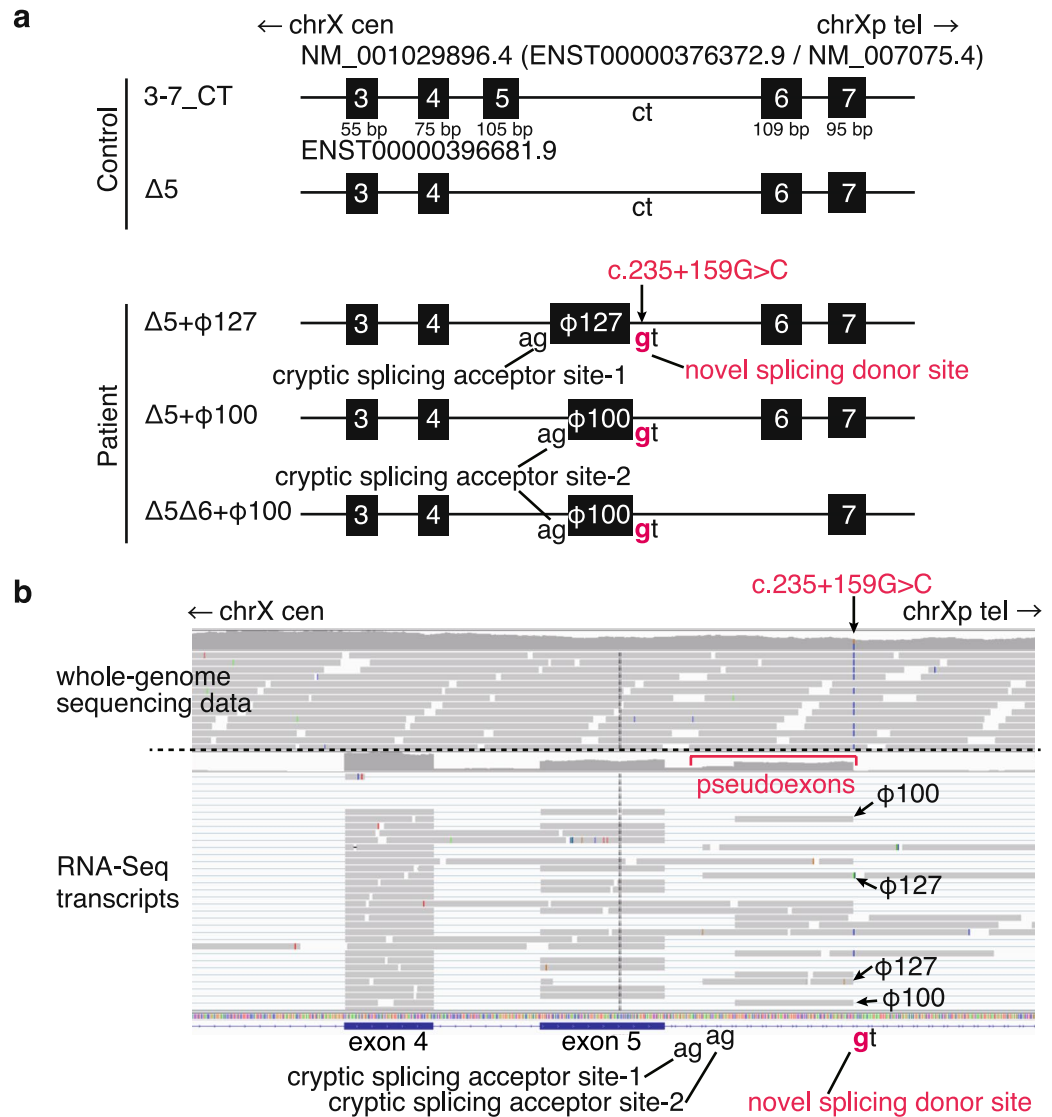 a
← chrX cen
chrXp tel →
NM_001029896.4 (ENST00000376372.9 / NM_007075.4)
Control
3-7_CT
3 4 5 6 7
ct
55 bp 75 bp 105 bp 109 bp 95 bp
ENST00000396681.9
Δ5
3 4 6 7
ct
c.235+159G>C
Patient
Δ5+ϕ127
3 4 ϕ127 6 7
ag gt
cryptic splicing acceptor site-1
novel splicing donor site
Δ5+ϕ100
3 4 ϕ100 6 7
ag gt
cryptic splicing acceptor site-2
Δ5Δ6+ϕ100
3 4 ϕ100 7
ag gt
b
c.235+159G>C
← chrX cen
chrXp tel →
whole-genome
sequencing data
pseudoexons
ϕ100
RNA-Seq
transcripts
ϕ127
ϕ127
ϕ100
exon 4 exon 5
ag ag gt
cryptic splicing acceptor site-1
cryptic splicing acceptor site-2
novel splicing donor site